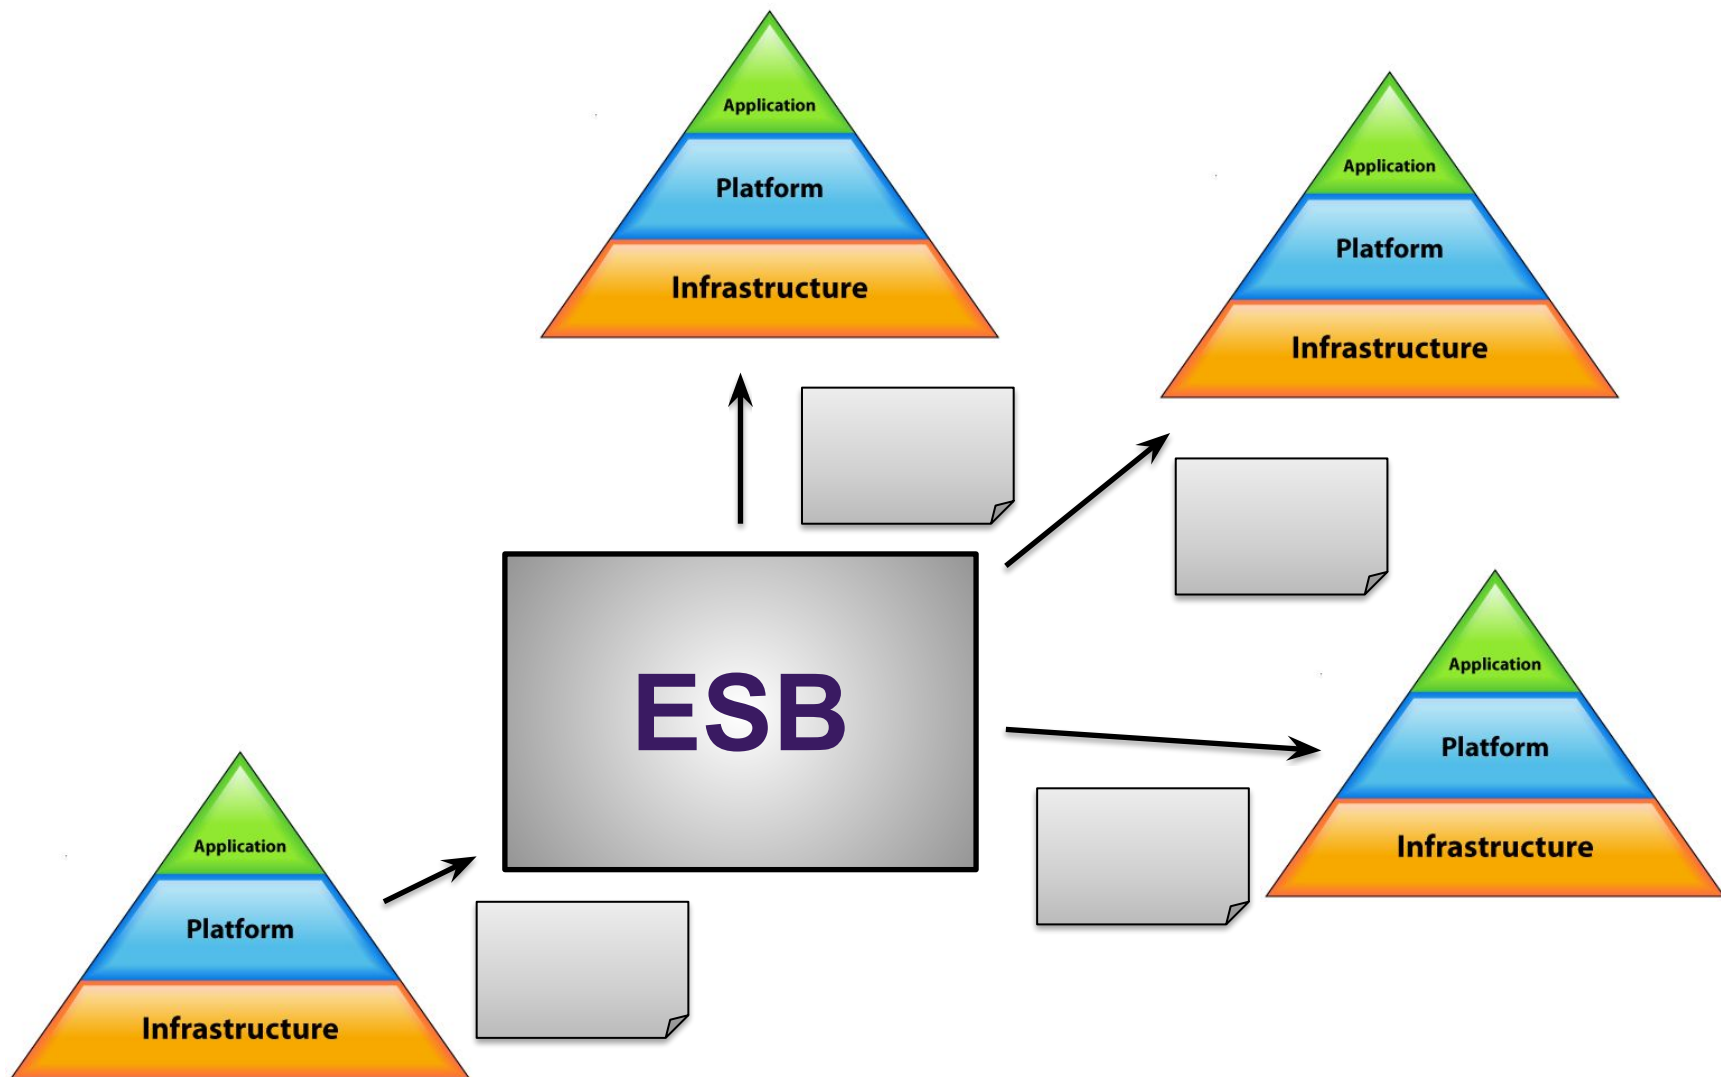 Application
Platform
Infrastructure
Application
Platform
Infrastructure
ESB
Application
Platform
Infrastructure
Application
Platform
Infrastructure